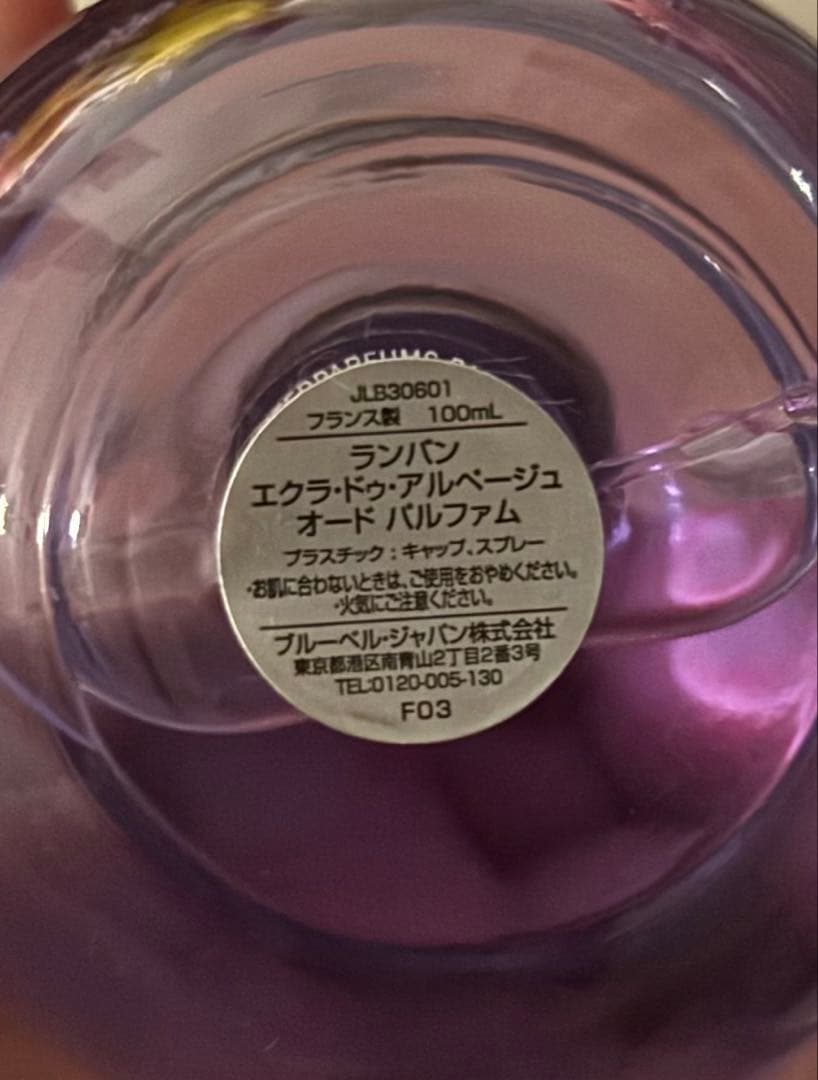 JLB30601
フランス製 100mL
ランバン
エクラ・ドゥ・アルページュ
オード パルファム
プラスチック：キャップ、スプレー
・お肌に合わないときは、ご使用をおやめください。
・火気にご注意ください。
ブルーベル・ジャパン株式会社
東京都港区南青山2丁目2番3号
TEL:0120-005-130
F03